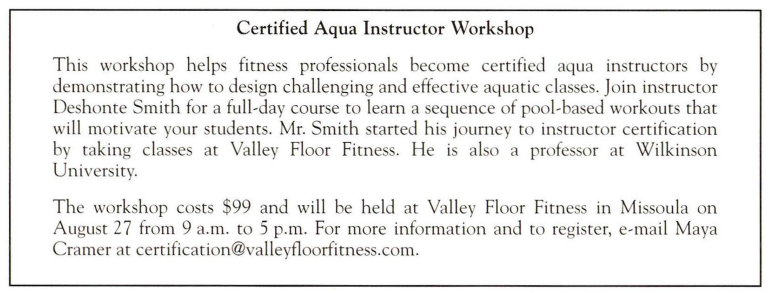 Certified Aqua Instructor Workshop
This workshop helps fitness professionals become certified aqua instructors by
demonstrating how to design challenging and effective aquatic classes. Join instructor
Deshonte Smith for a full-day course to learn a sequence of pool-based workouts that
will motivate your students. Mr. Smith started his journey to instructor certification
by taking classes at Valley Floor Fitness. He is also a professor at Wilkinson
University.
The workshop costs $99 and will be held at Valley Floor Fitness in Missoula on
August 27 from 9 a.m. to 5 p.m. For more information and to register, e-mail Maya
Cramer at certification@valleyfloorfitness.com.